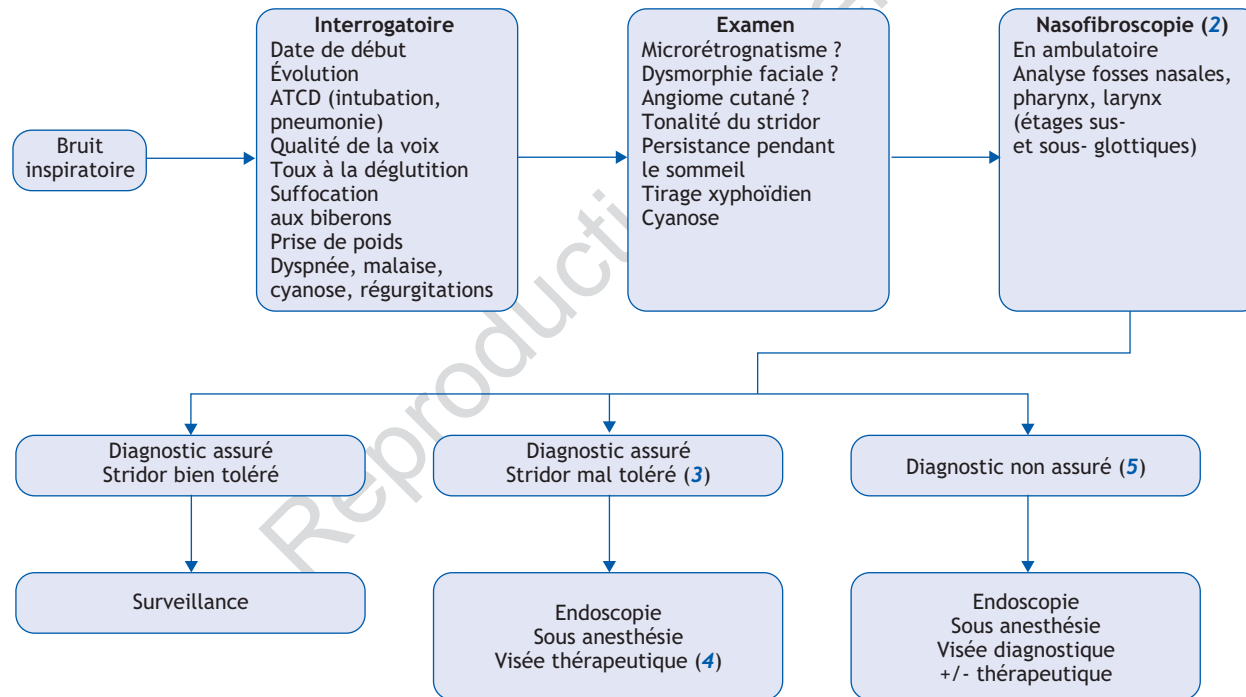 Bruit
inspiratoire
Interrogatoire
Date de début
Évolution
ATCD (intubation,
pneumonie)
Qualité de la voix
Toux à la déglutition
Suffocation
aux biberons
Prise de poids
Dyspnée, malaise,
cyanose, régurgitations
Examen
Microrétrognatisme ?
Dysmorphie faciale ?
Angiome cutané ?
Tonalité du stridor
Persistance pendant
le sommeil
Tirage xyphoïdien
Cyanose
Nasofibroscopie (2)
En ambulatoire
Analyse fosses nasales,
pharynx, larynx
(étages sus-
et sous- glottiques)
Diagnostic assuré
Stridor bien toléré
Diagnostic assuré
Stridor mal toléré (3)
Diagnostic non assuré (5)
Surveillance
Endoscopie
Sous anesthésie
Visée thérapeutique (4)
Endoscopie
Sous anesthésie
Visée diagnostique
+/- thérapeutique